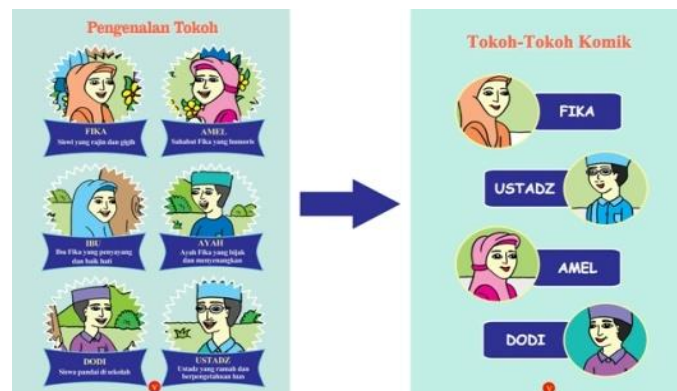 Pengenalan Tokoh
FIKA
Siswi yang rajin dan gigih
AMEL
Sahabat Fika yang humoris
IBU
Ibu Fika yang penyayang
dan baik hati
AYAH
Ayah Fika yang bijak
dan menyenangkan
DODI
Siswa pandai di sekolah
USTADZ
Ustadz yang ramah dan
berpengetahuan luas
V
Tokoh-Tokoh Komik
FIKA
USTADZ
AMEL
DODI
V